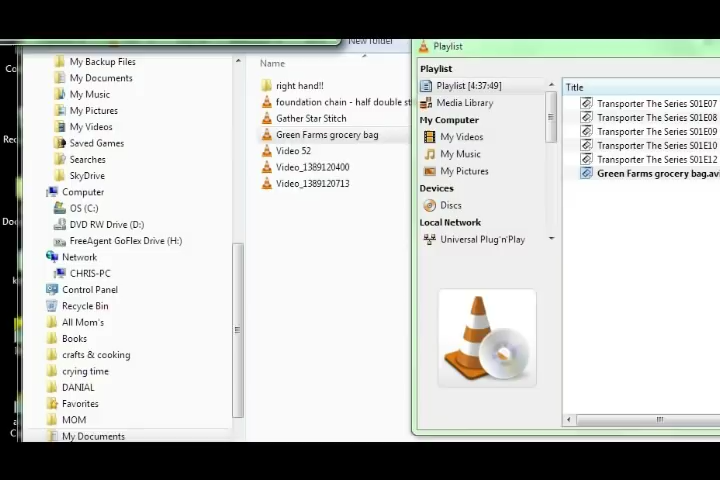 New folder
My Backup Files
My Documents
My Music
My Pictures
My Videos
Saved Games
Searches
SkyDrive
Computer
OS (C:)
DVD RW Drive (D:)
FreeAgent GoFlex Drive (H:)
Network
CHRIS-PC
Control Panel
Recycle Bin
All Mom's
Books
crafts & cooking
crying time
DANIAL
Favorites
MOM
My Documents
Name
right hand!!
foundation chain - half double st
Gather Star Stitch
Green Farms grocery bag
Video 52
Video_1389120400
Video_1389120713
Playlist
Playlist
Playlist [4:37:49]
Media Library
My Computer
My Videos
My Music
My Pictures
Devices
Discs
Local Network
Universal Plug'n'Play
Title
Transporter The Series S01E07
Transporter The Series S01E08
Transporter The Series S01E09
Transporter The Series S01E10
Transporter The Series S01E12
Green Farms grocery bag.avi